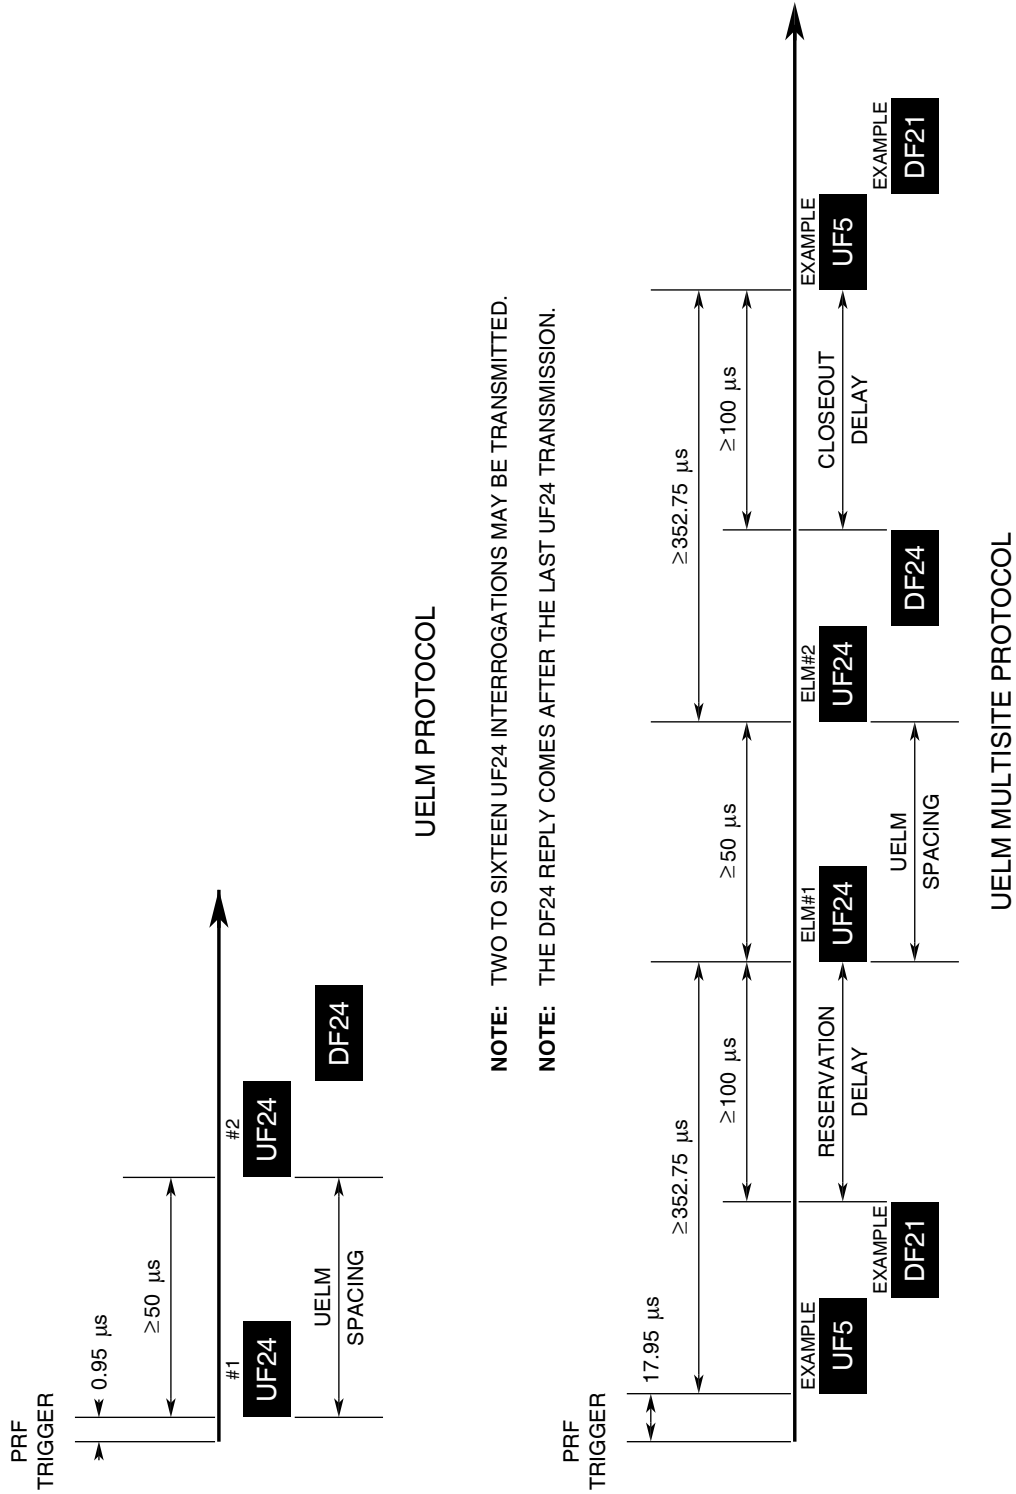 PRF
TRIGGER
0.95 μs
≥50 μs
#1
UF24
#2
UF24
DF24
UELM
SPACING
UELM PROTOCOL
NOTE: TWO TO SIXTEEN UF24 INTERROGATIONS MAY BE TRANSMITTED.
NOTE: THE DF24 REPLY COMES AFTER THE LAST UF24 TRANSMISSION.
PRF
TRIGGER
17.95 μs
≥352.75 μs
≥352.75 μs
≥100 μs
≥50 μs
≥100 μs
EXAMPLE
UF5
ELM#1
UF24
ELM#2
UF24
EXAMPLE
UF5
RESERVATION
DELAY
CLOSEOUT
DELAY
EXAMPLE
DF21
UELM
SPACING
DF24
EXAMPLE
DF21
UELM MULTISITE PROTOCOL